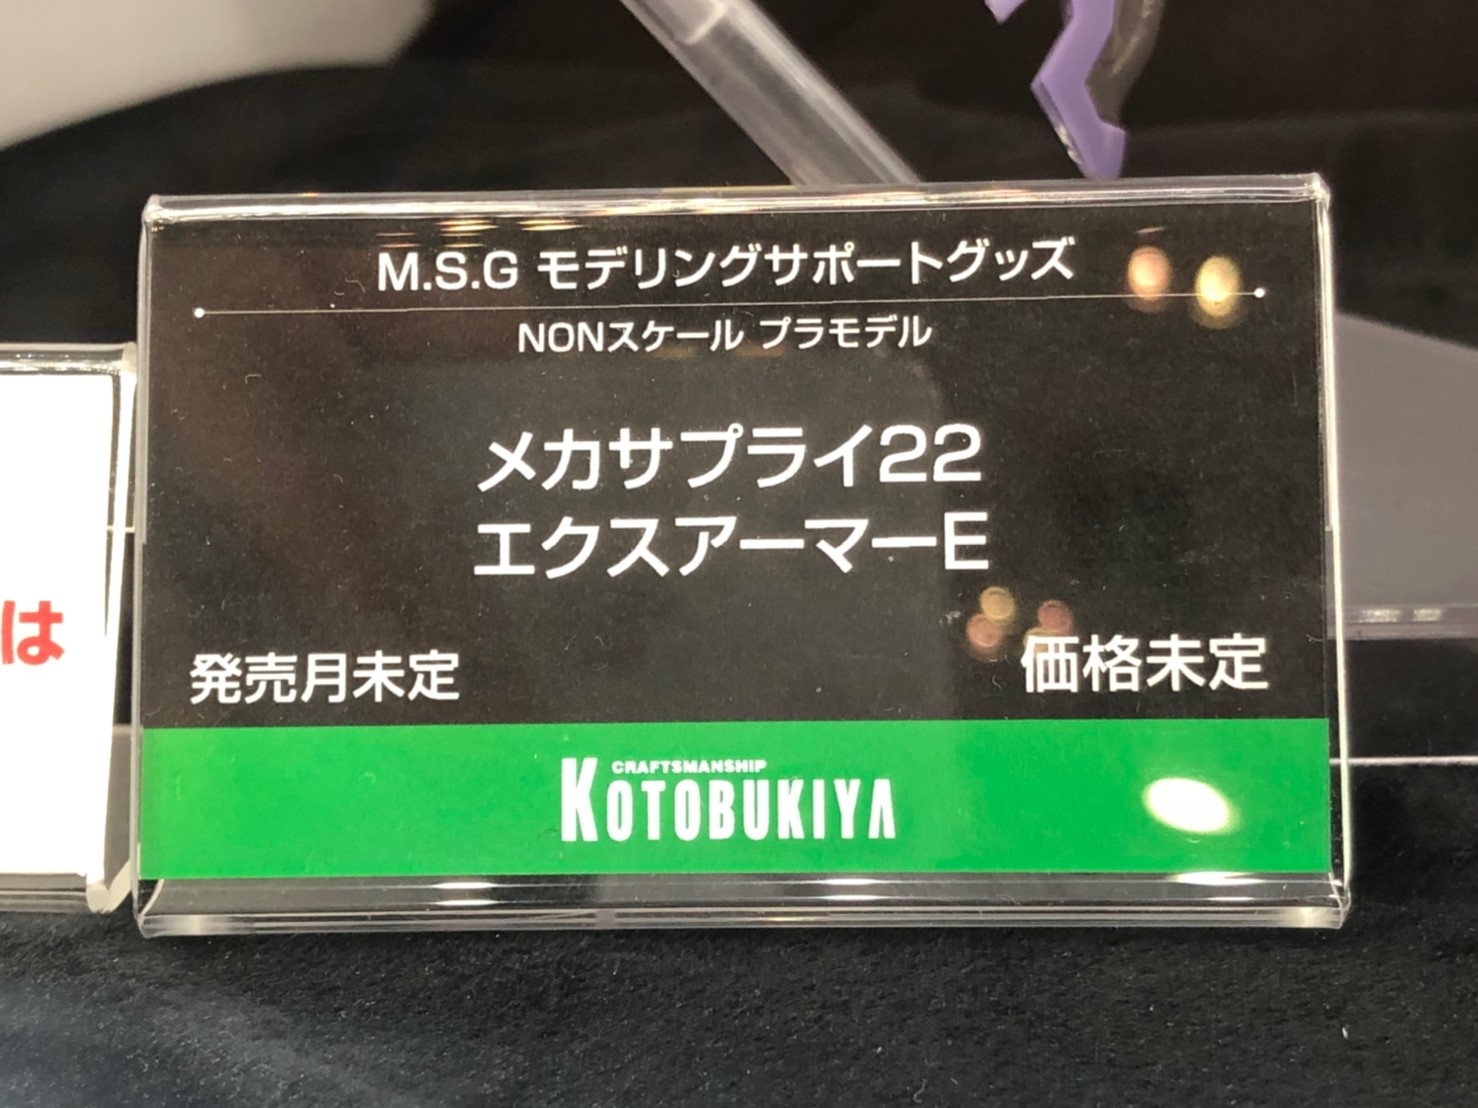 M.S.G モデリングサポートグッズ
NONスケール プラモデル
メカサプライ22
エクスアーマーE
発売月未定
価格未定
CRAFTSMANSHIP
KOTOBUKIYA
は